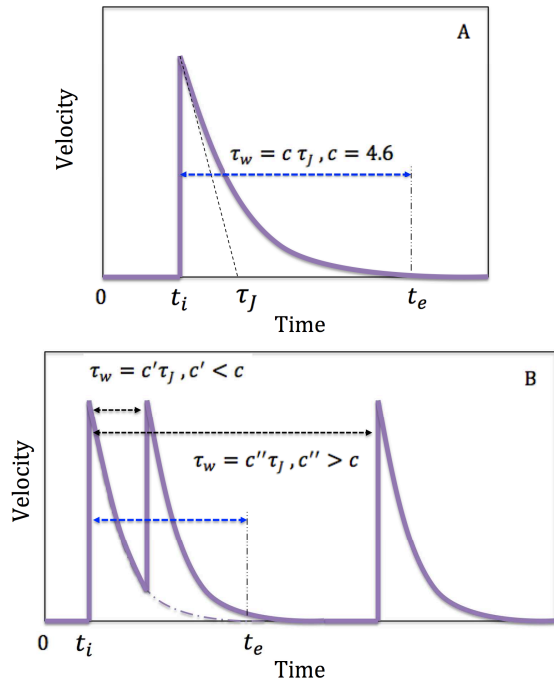 A
Velocity
τ_w = c τ_J , c = 4.6
0 t_i τ_J t_e
Time
τ_w = c′τ_J , c′ < c
B
Velocity
τ_w = c′′τ_J , c′′ > c
0 t_i t_e
Time